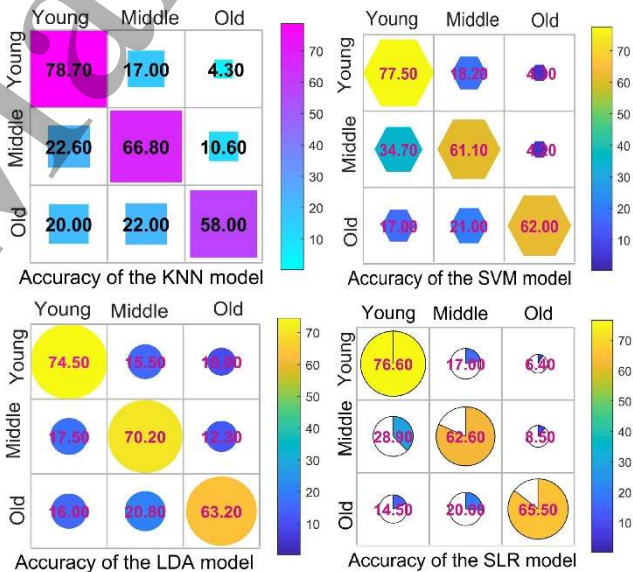 Young Middle Old
Young 78.70 17.00 4.30
Middle 22.60 66.80 10.60
Old 20.00 22.00 58.00
70
60
50
40
30
20
10
Accuracy of the KNN model
Young Middle Old
Young 77.50 18.20
Middle 34.70 61.10 4.20
Old 17.00 21.00 62.00
70
60
50
40
30
20
10
Accuracy of the SVM model
Young Middle Old
Young 74.50 15.50 10.00
Middle 17.50 70.20 12.30
Old 16.00 20.80 63.20
70
60
50
40
30
20
10
Accuracy of the LDA model
Young Middle Old
Young 76.60 17.00 6.40
Middle 28.90 62.60 8.50
Old 14.50 20.00 65.50
70
60
50
40
30
20
10
Accuracy of the SLR model